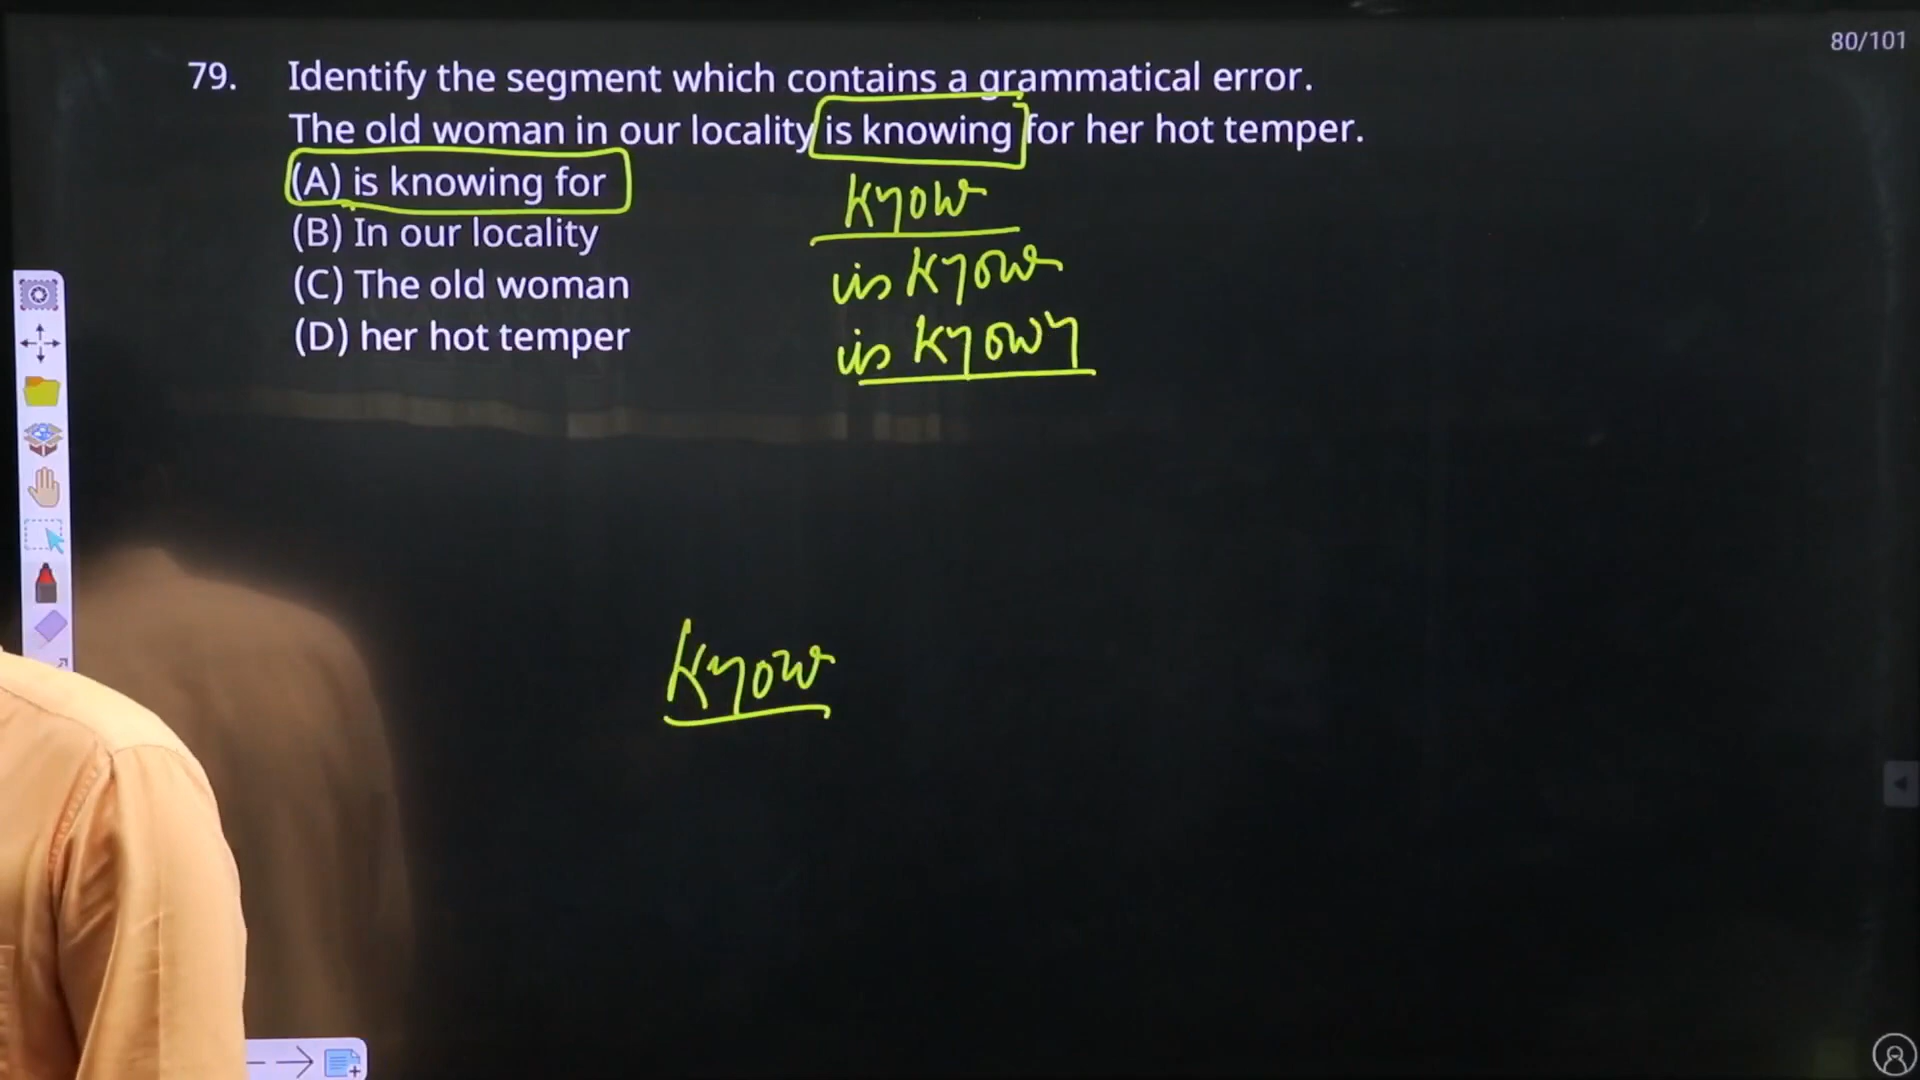 80/101
79. Identify the segment which contains a grammatical error.
The old woman in our locality is knowing for her hot temper.
(A) is knowing for
(B) In our locality
(C) The old woman
(D) her hot temper
know
is know
is known
know